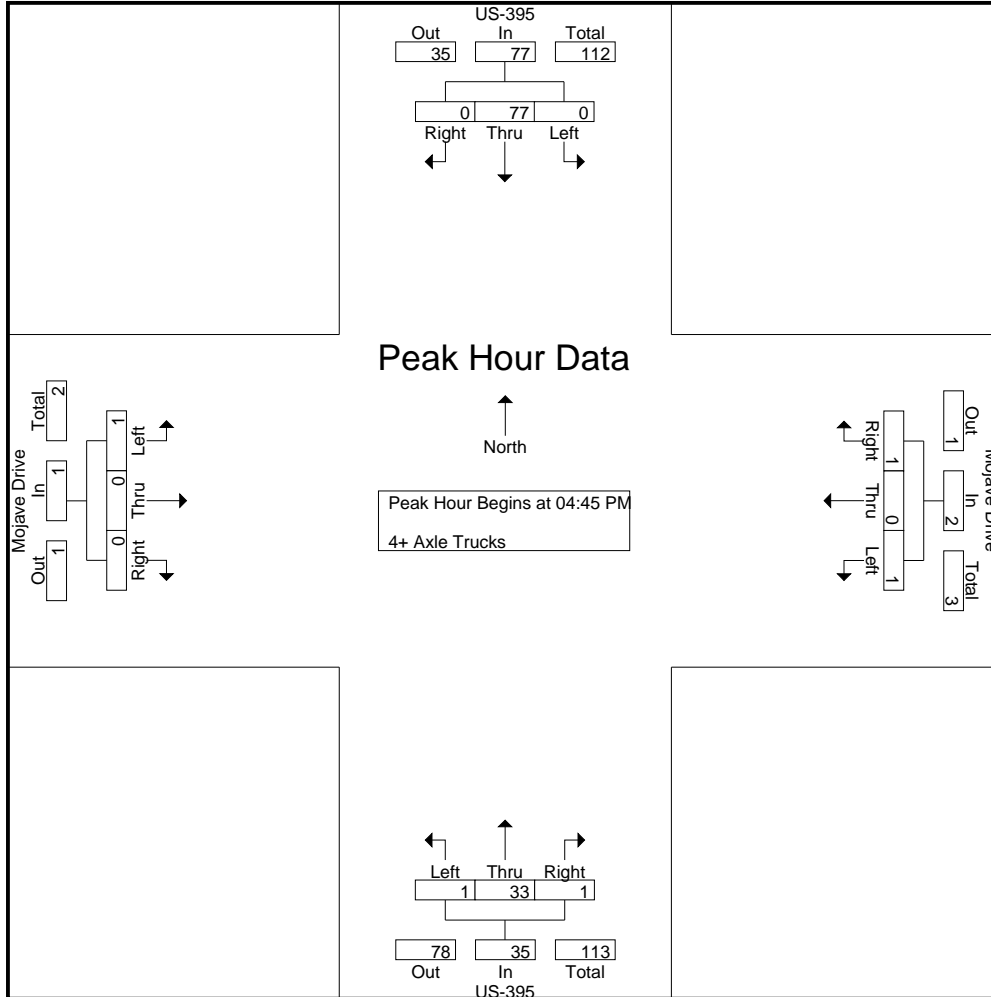 US-395
Out In Total
35 77 112
0 77 0
Right Thru Left
Peak Hour Data
North
Peak Hour Begins at 04:45 PM
4+ Axle Trucks
Mojave Drive
Out In Total
1 1 2
Left Thru Right
1 0 0
Mojave Drive
Out In Total
1 2 3
Right Thru Left
1 0 1
Left Thru Right
1 33 1
78 35 113
Out In Total
US-395